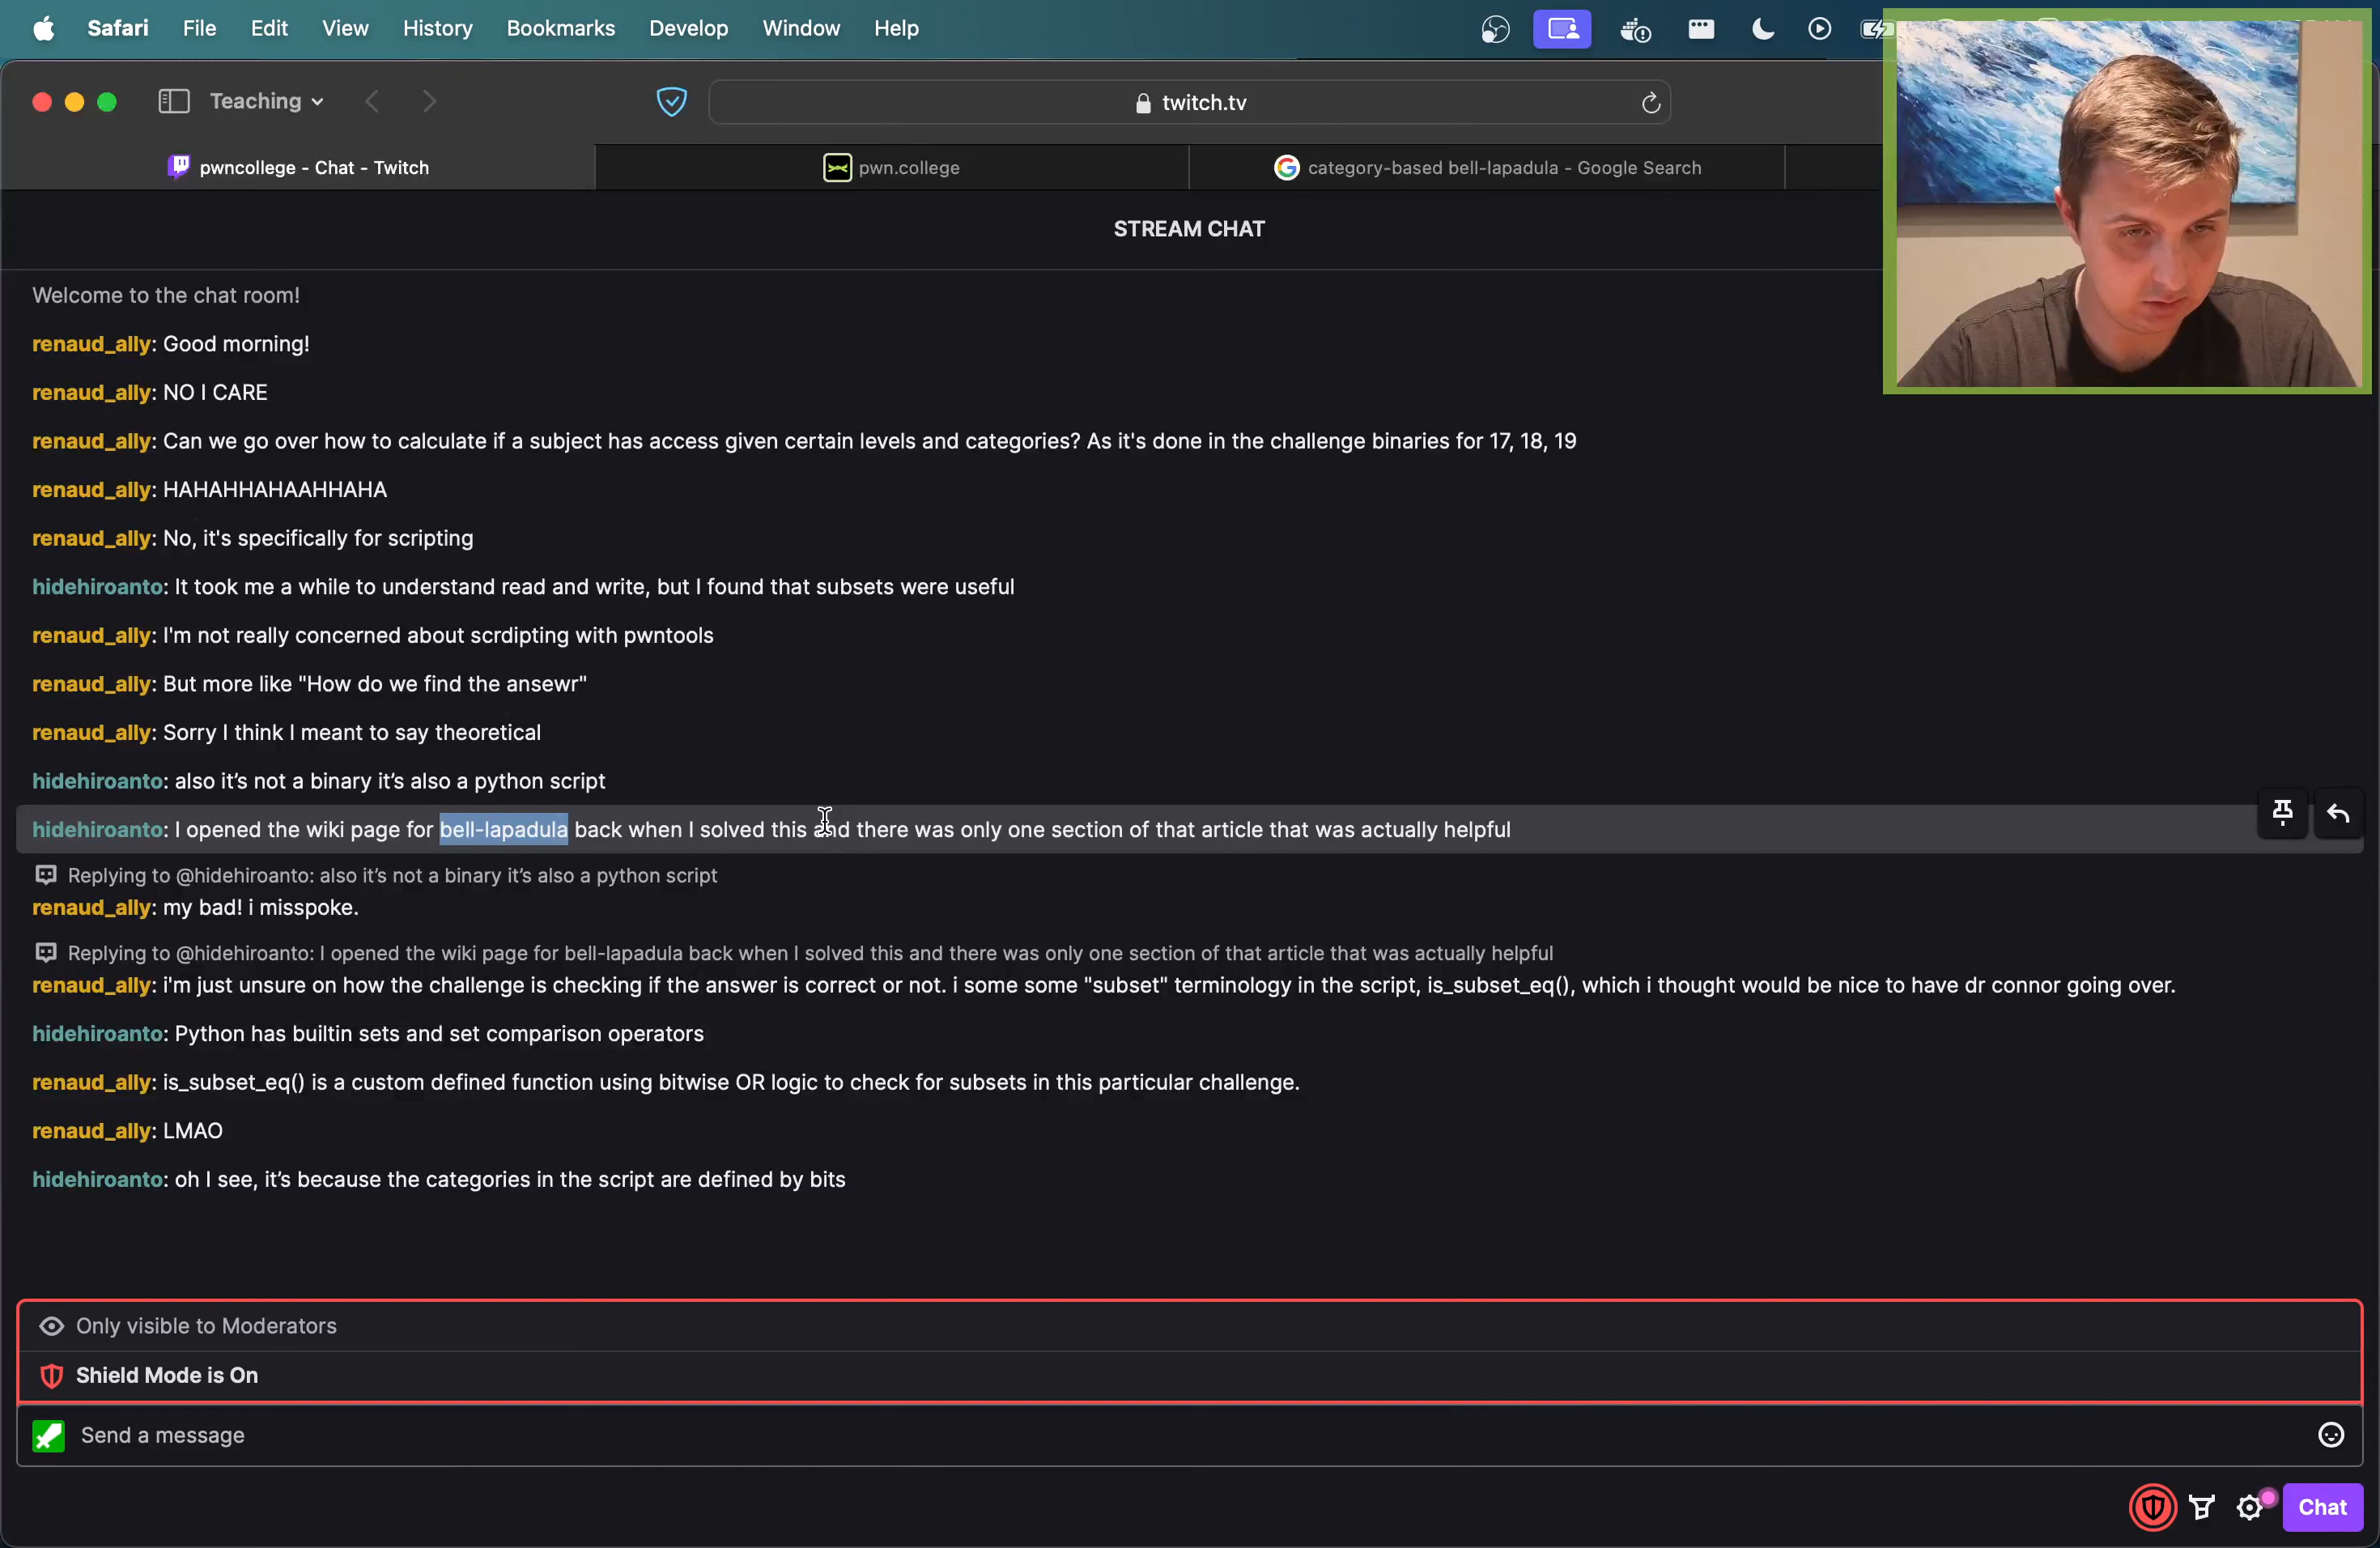 Safari File Edit View History Bookmarks Develop Window Help
Teaching twitch.tv
pwncollege - Chat - Twitch pwn.college category-based bell-lapadula - Google Search
STREAM CHAT
Welcome to the chat room!
renaud_ally: Good morning!
renaud_ally: NO I CARE
renaud_ally: Can we go over how to calculate if a subject has access given certain levels and categories? As it's done in the challenge binaries for 17, 18, 19
renaud_ally: HAHAHHAHAAHHAHA
renaud_ally: No, it's specifically for scripting
hidehiroanto: It took me a while to understand read and write, but I found that subsets were useful
renaud_ally: I'm not really concerned about scrdipting with pwntools
renaud_ally: But more like "How do we find the ansewr"
renaud_ally: Sorry I think I meant to say theoretical
hidehiroanto: also it’s not a binary it’s also a python script
hidehiroanto: I opened the wiki page for bell-lapadula back when I solved this and there was only one section of that article that was actually helpful
Replying to @hidehiroanto: also it’s not a binary it’s also a python script
renaud_ally: my bad! i misspoke.
Replying to @hidehiroanto: I opened the wiki page for bell-lapadula back when I solved this and there was only one section of that article that was actually helpful
renaud_ally: i'm just unsure on how the challenge is checking if the answer is correct or not. i some some "subset" terminology in the script, is_subset_eq(), which i thought would be nice to have dr connor going over.
hidehiroanto: Python has builtin sets and set comparison operators
renaud_ally: is_subset_eq() is a custom defined function using bitwise OR logic to check for subsets in this particular challenge.
renaud_ally: LMAO
hidehiroanto: oh I see, it’s because the categories in the script are defined by bits
Only visible to Moderators
Shield Mode is On
Send a message
Chat